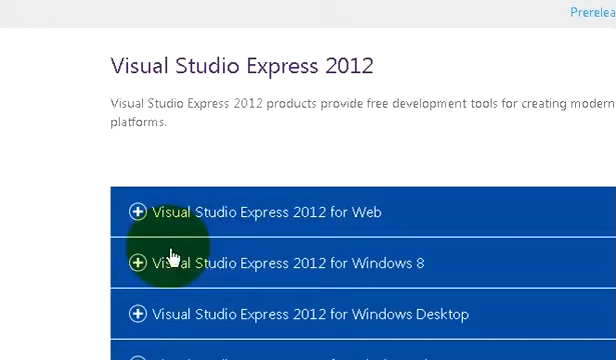 Prerelea
Visual Studio Express 2012
Visual Studio Express 2012 products provide free development tools for creating modern
platforms.
Visual Studio Express 2012 for Web
Visual Studio Express 2012 for Windows 8
Visual Studio Express 2012 for Windows Desktop